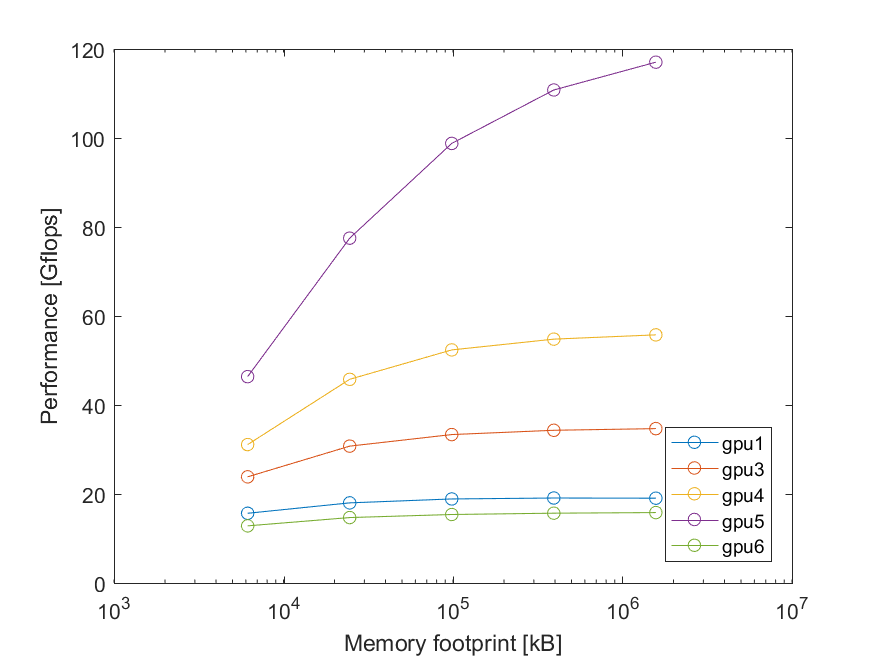 120
100
80
60
40
20
0
10^3 10^4 10^5 10^6 10^7
Performance [Gflops]
Memory footprint [kB]
gpu1
gpu3
gpu4
gpu5
gpu6